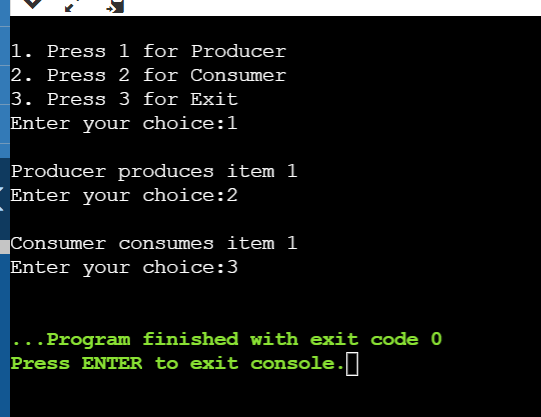 1. Press 1 for Producer
2. Press 2 for Consumer
3. Press 3 for Exit
Enter your choice:1
Producer produces item 1
Enter your choice:2
Consumer consumes item 1
Enter your choice:3
...Program finished with exit code 0
Press ENTER to exit console.